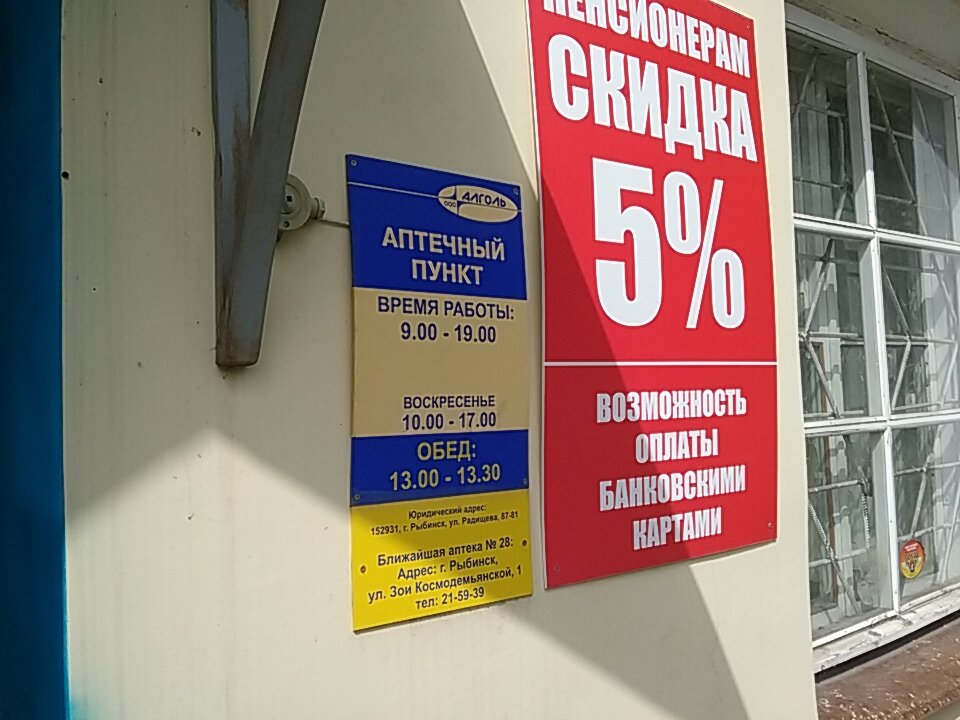 ООО АЛГОЛЬ
АПТЕЧНЫЙ
ПУНКТ
ВРЕМЯ РАБОТЫ:
9.00 - 19.00
ВОСКРЕСЕНЬЕ
10.00 - 17.00
ОБЕД:
13.00 - 13.30
Юридический адрес:
152931, г. Рыбинск, ул. Радищева, 87-81
Ближайшая аптека № 28:
Адрес: г. Рыбинск,
ул. Зои Космодемьянской, 1
тел: 21-59-39
ПЕНСИОНЕРАМ
СКИДКА
5%
ВОЗМОЖНОСТЬ
ОПЛАТЫ
БАНКОВСКИМИ
КАРТАМИ